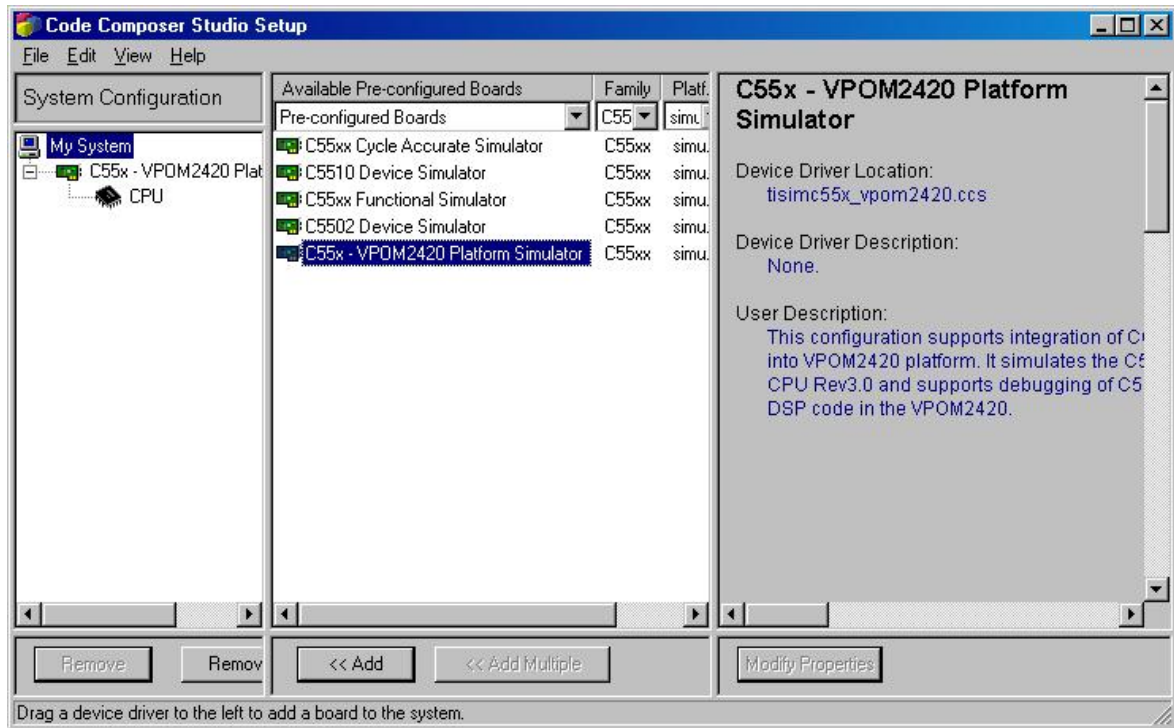 Code Composer Studio Setup
File Edit View Help
System Configuration
My System
C55x - VPOM2420 Plat
CPU
Remove
Remov
Available Pre-configured Boards Family Platf.
Pre-configured Boards C55 simu
C55xx Cycle Accurate Simulator C55xx simu.
C5510 Device Simulator C55xx simu.
C55xx Functional Simulator C55xx simu.
C5502 Device Simulator C55xx simu.
C55x - VPOM2420 Platform Simulator C55xx simu.
<< Add << Add Multiple
C55x - VPOM2420 Platform
Simulator
Device Driver Location:
tisimc55x_vpom2420.ccs
Device Driver Description:
None.
User Description:
This configuration supports integration of
into VPOM2420 platform. It simulates the C5
CPU Rev3.0 and supports debugging of C5
DSP code in the VPOM2420.
Modify Properties
Drag a device driver to the left to add a board to the system.